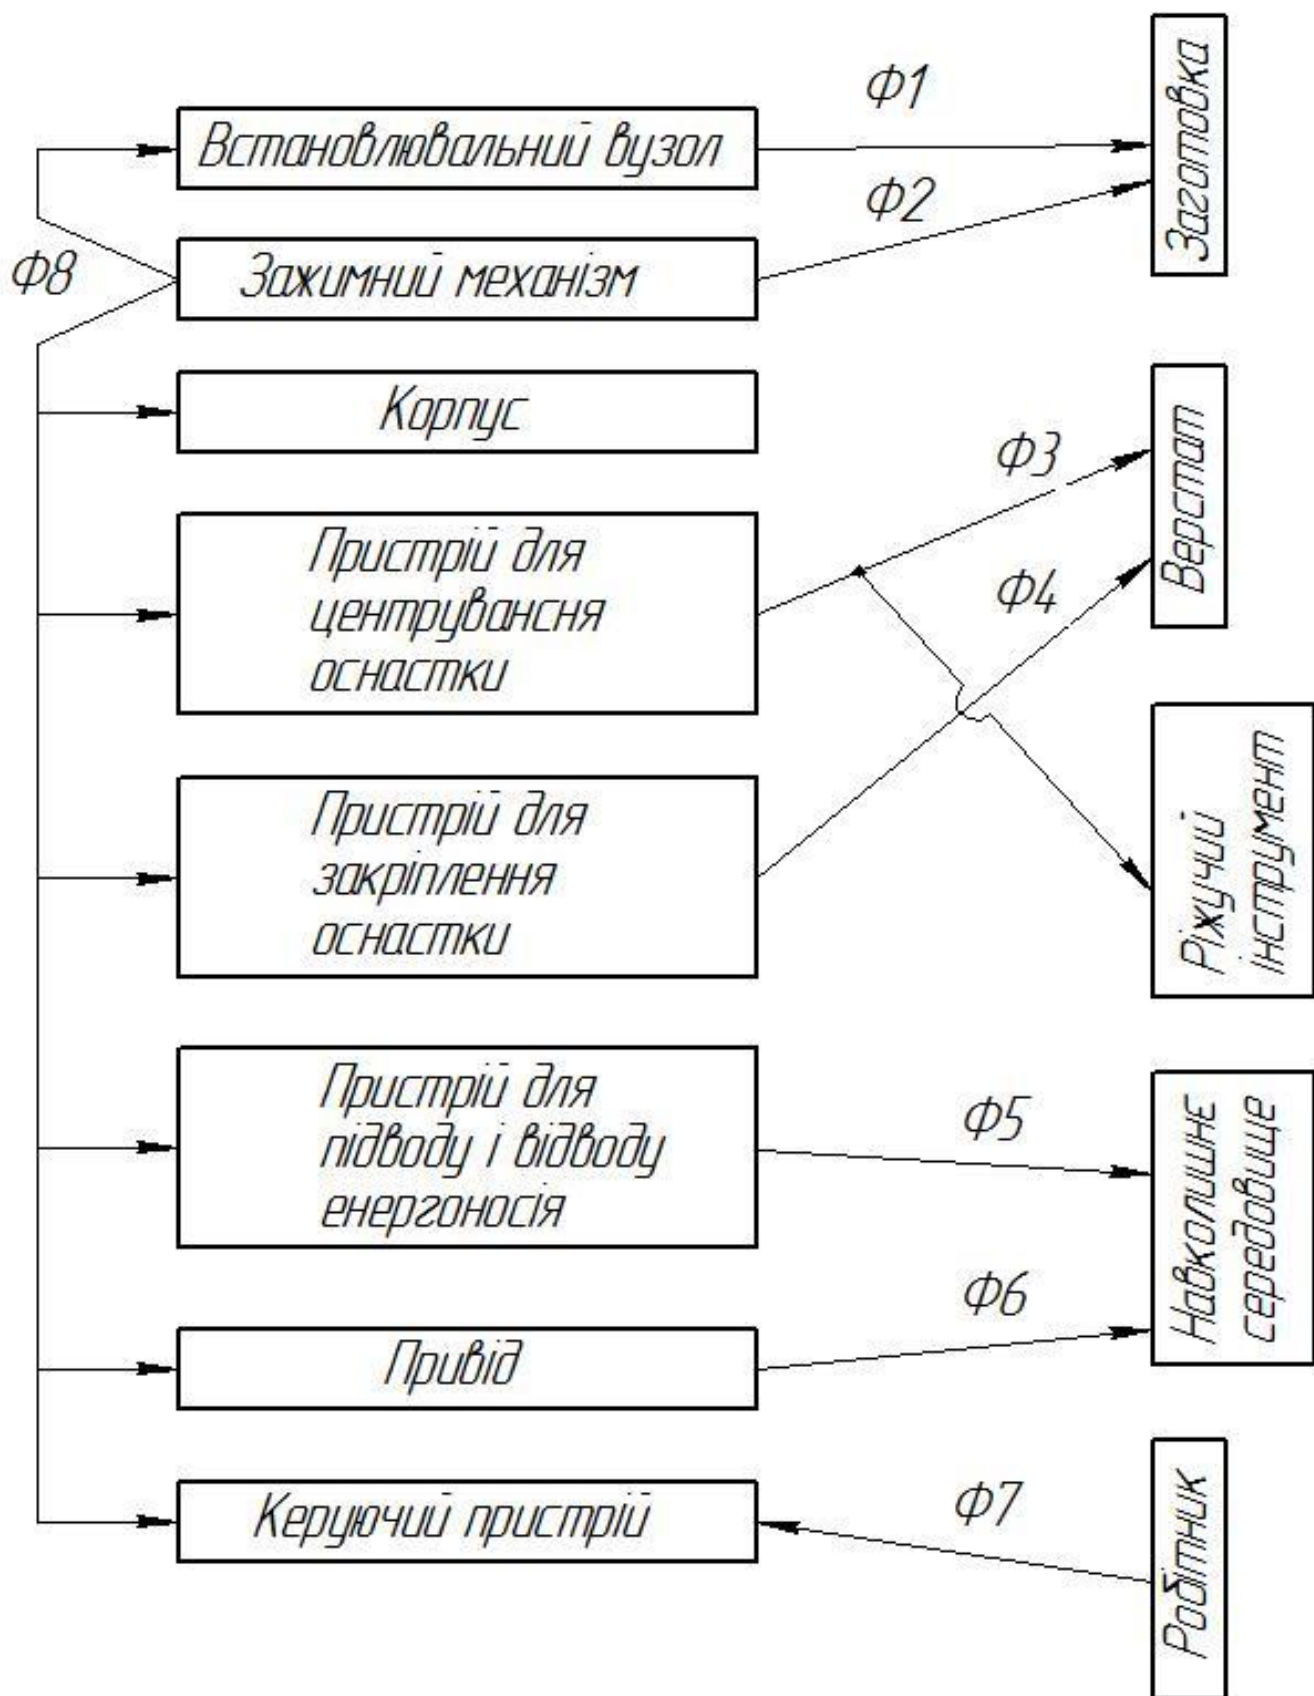 Ф1
Встановлювальний вузол
Заготовка
Ф2
Ф8
Зажимний механізм
Корпус
Ф3
Верстат
Пристрій для
центрувансня
оснастки
Ф4
Ріжучий
інструмент
Пристрій для
закріплення
оснастки
Пристрій для
підводу і відводу
енергоносія
Ф5
Навколишнє
середовище
Ф6
Привід
Керуючий пристрій
Ф7
Робітник